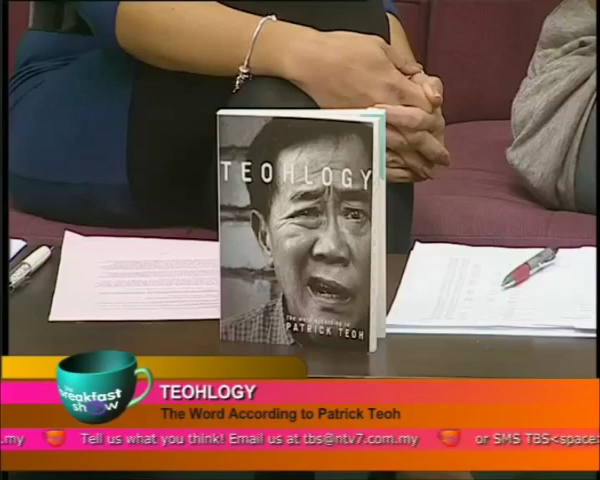 TEOHLOGY
THE WORD ACCORDING TO
PATRICK TEOH
the
breakfast
show
TEOHLOGY
The Word According to Patrick Teoh
.my
Tell us what you think! Email us at tbs@ntv7.com.my
or SMS TBS<space>